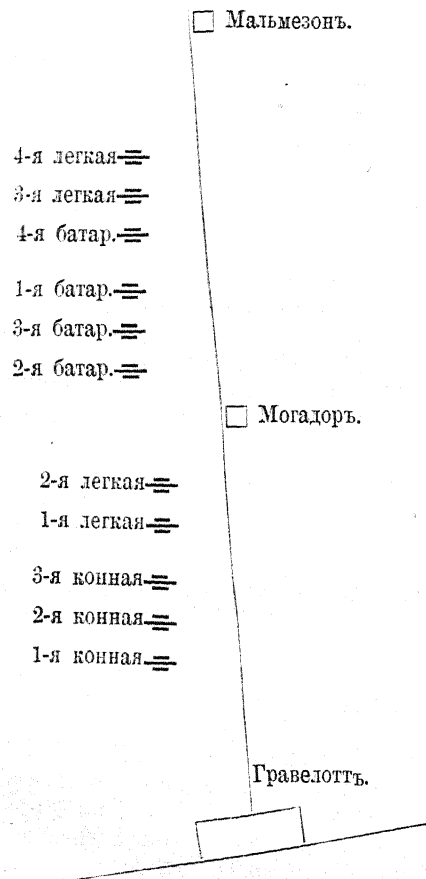 Мальмезонъ.
4-я легкая
3-я легкая
4-я батар.
1-я батар.
3-я батар.
2-я батар.
Могадоръ.
2-я легкая
1-я легкая
3-я конная
2-я конная
1-я конная
Гравелоттъ.